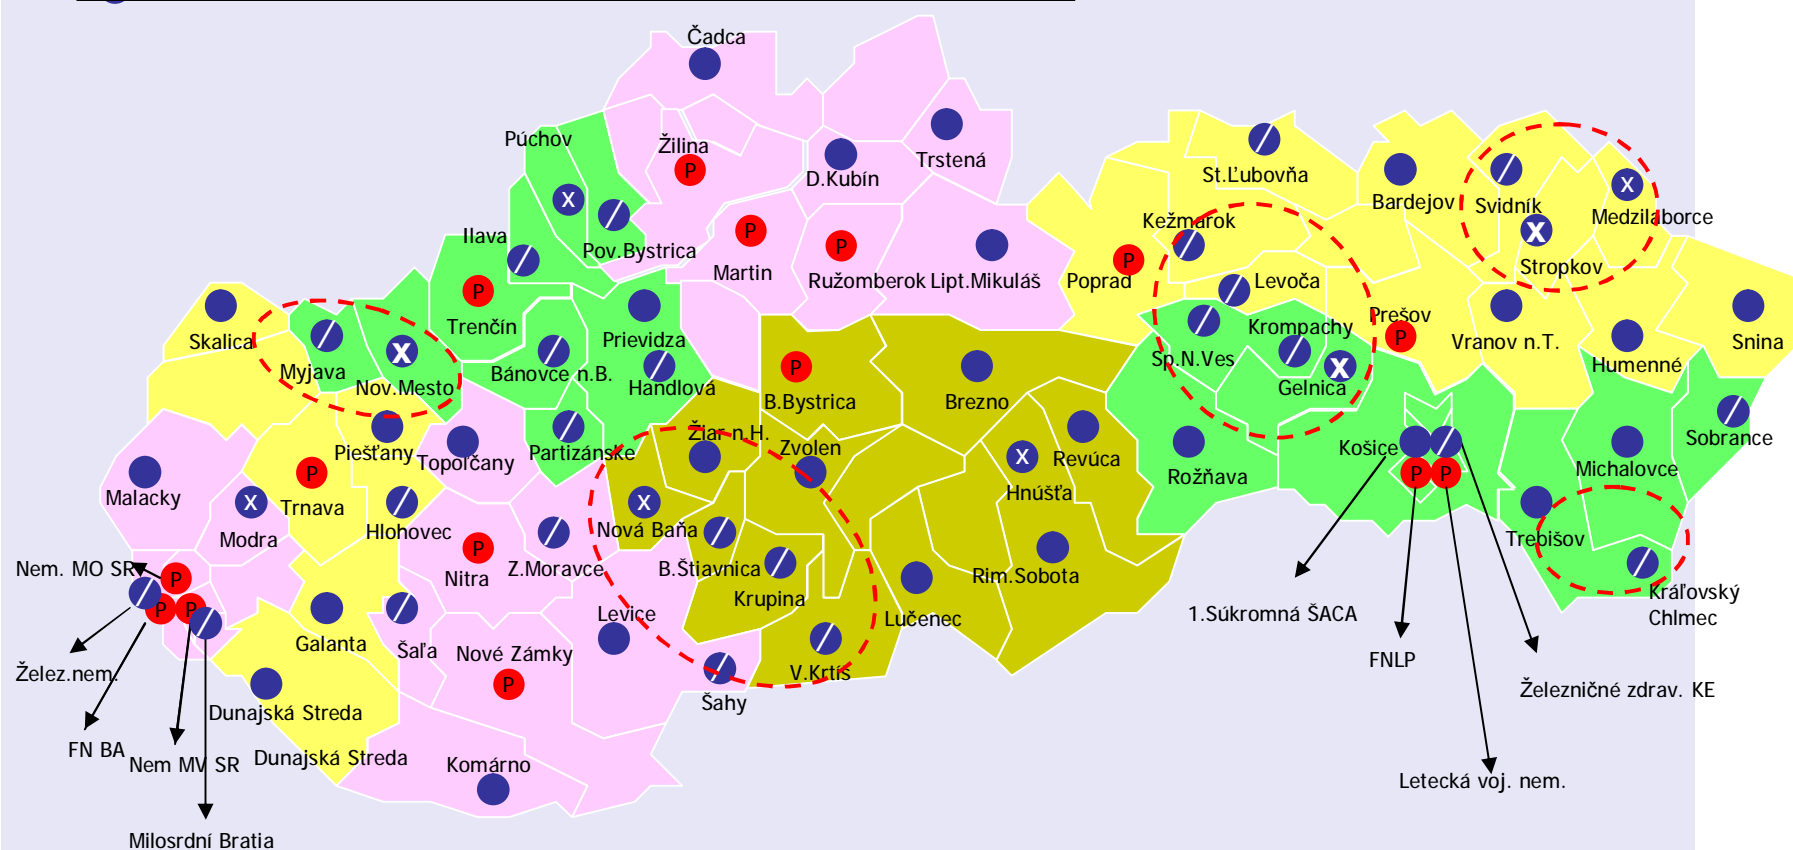 Čadca
Púchov
Žilina
P
Trstená
D.Kubín
St.Ľubovňa
Bardejov
Svidník
X
Medzilaborce
X
Stropkov
X
Ilava
Pov.Bystrica
Martin
P
Ružomberok
P
Lipt.Mikuláš
Kežmarok
Poprad
P
Levoča
Trenčín
P
Prievidza
Krompachy
Prešov
P
Vranov n.T.
Humenné
Snina
Skalica
Myjava
X
Nov.Mesto
Bánovce n.B.
Handlová
P
B.Bystrica
Brezno
Sp.N.Ves
X
Gelnica
Piešťany
Topoľčany
Partizánske
Žiar n.H.
Zvolen
X
Hnúšťa
Revúca
Rožňava
Košice
P
P
Michalovce
Sobrance
Malacky
X
Modra
P
Trnava
Hlohovec
X
Nová Baňa
B.Štiavnica
Trebišov
Nem. MO SR
P
P
P
P
Nitra
Z.Moravce
Krupina
Rim.Sobota
Kráľovský
Chlmec
Galanta
Šaľa
Levice
Lučenec
1.Súkromná ŠACA
Želez.nem.
Nové Zámky
P
V.Krtíš
FNLP
Dunajská Streda
Šahy
Železničné zdrav. KE
FN BA
Nem MV SR
Dunajská Streda
Komárno
Letecká voj. nem.
Milosrdní Bratia